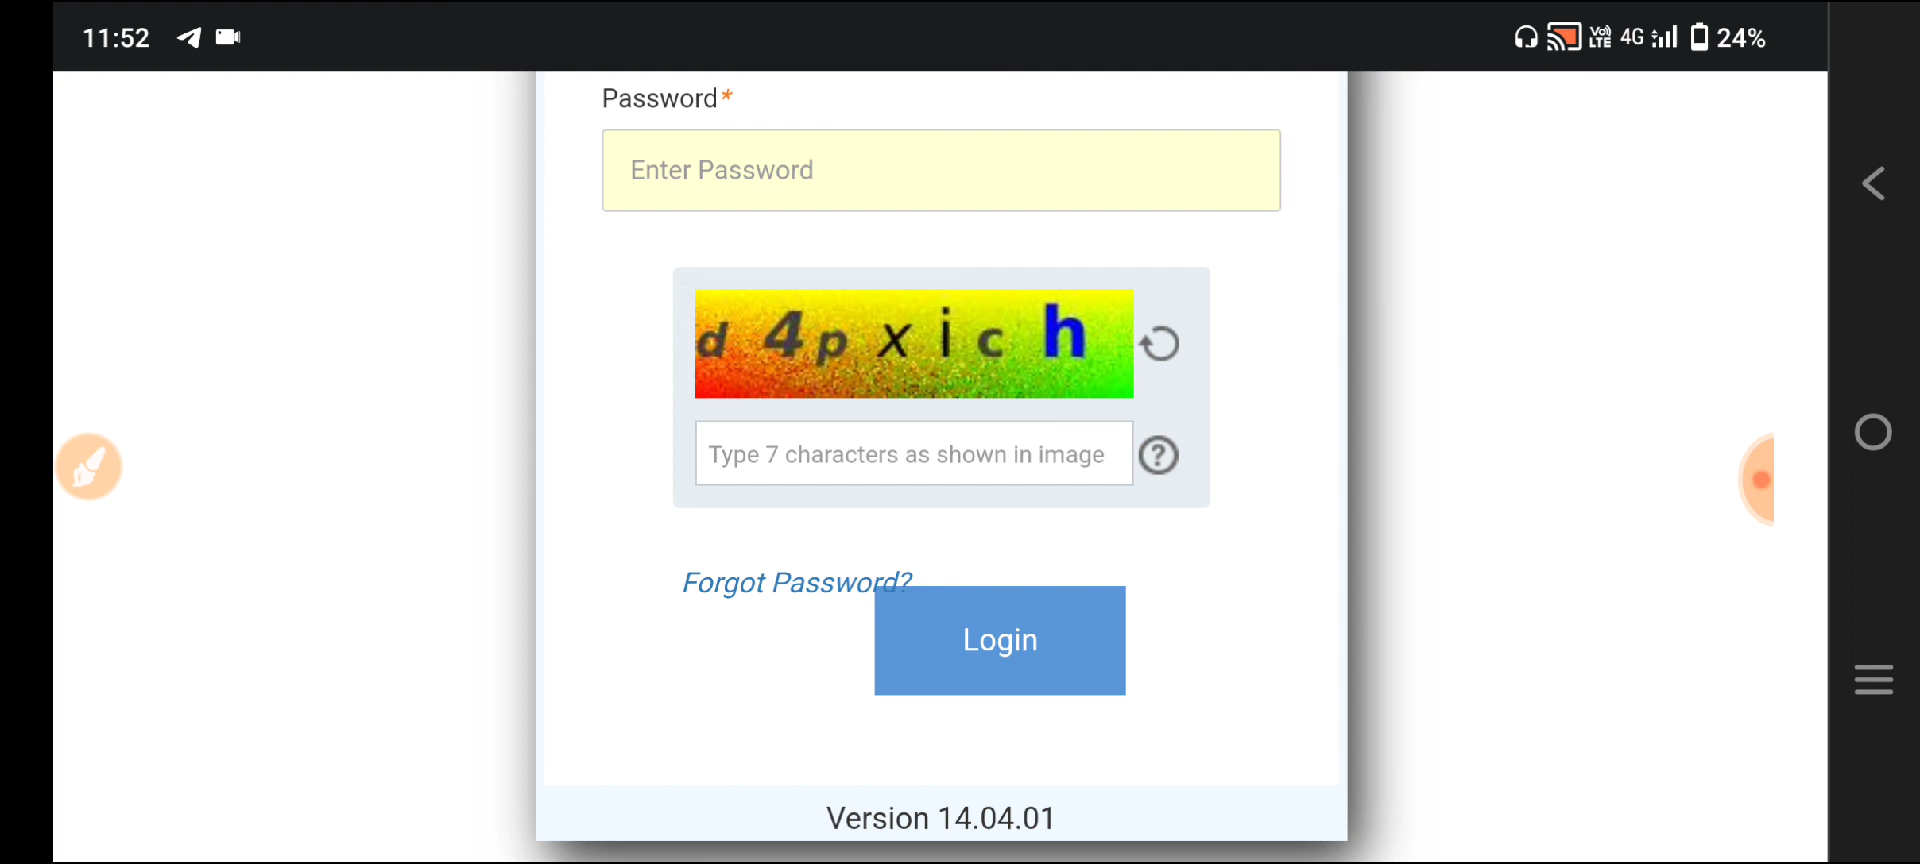 11:52 4G 24%
Password*
Enter Password
d 4 p x i c h
Type 7 characters as shown in image
Forgot Password?
Login
Version 14.04.01